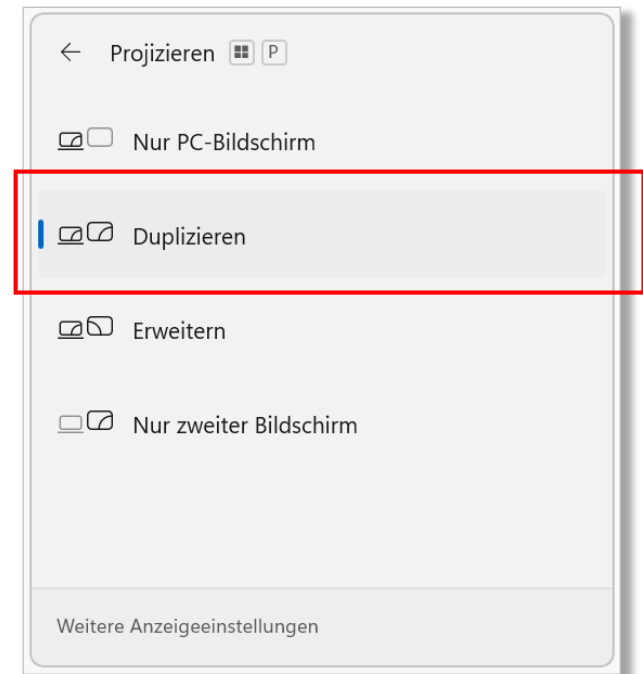 Projizieren P
Nur PC-Bildschirm
Duplizieren
Erweitern
Nur zweiter Bildschirm
Weitere Anzeigeeinstellungen